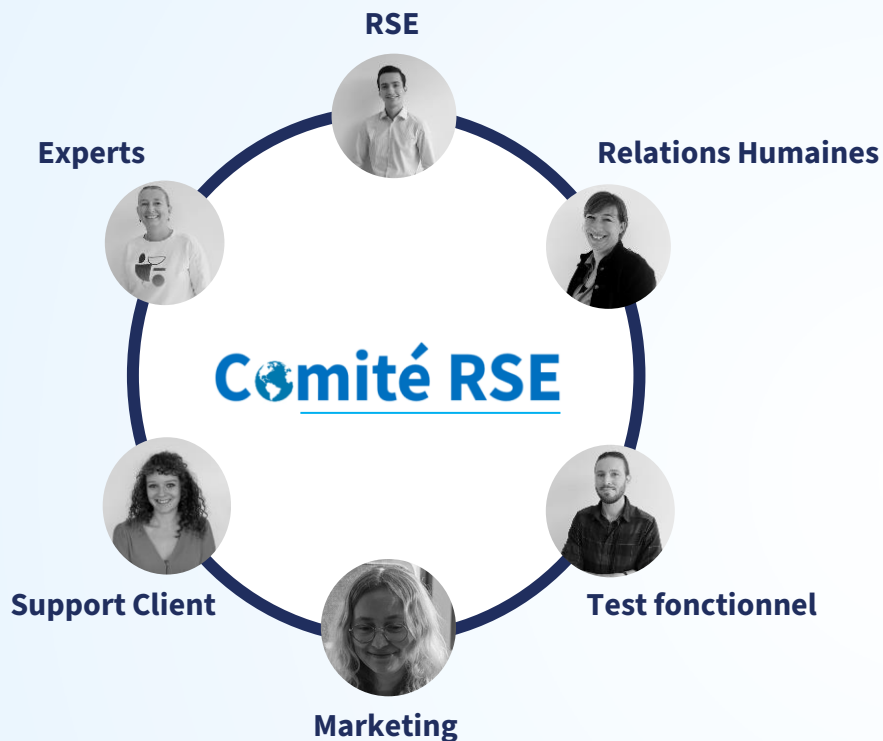 RSE
Experts
Relations Humaines
Comité RSE
Support Client
Test fonctionnel
Marketing